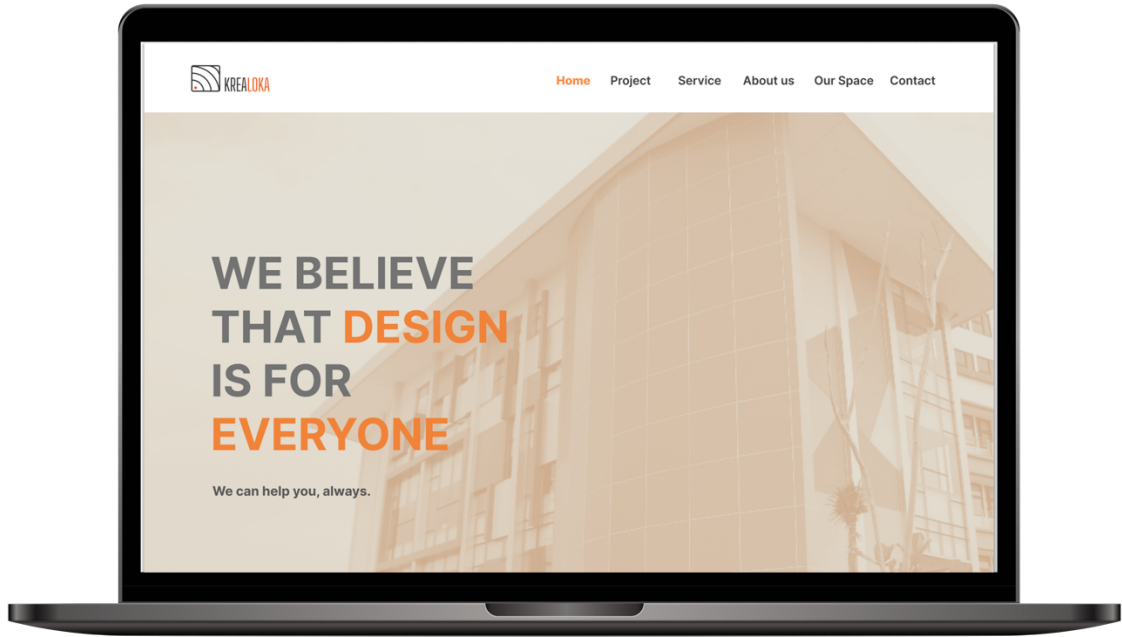 KREALOKA
Home Project Service About us Our Space Contact
WE BELIEVE
THAT DESIGN
IS FOR
EVERYONE
We can help you, always.